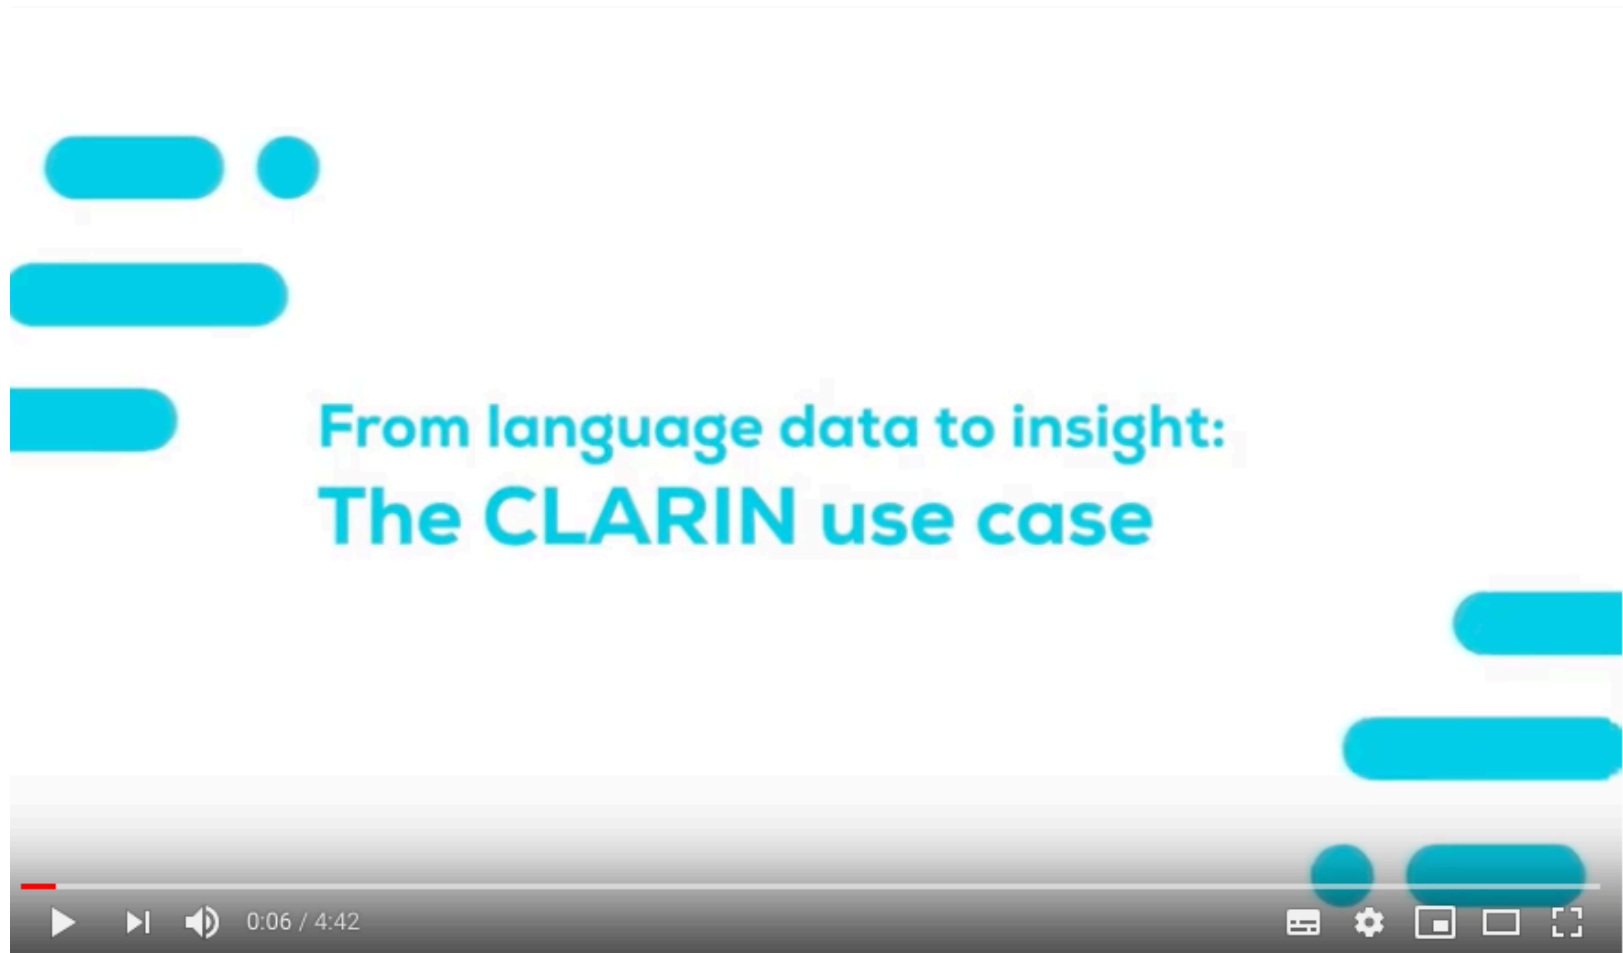 From language data to insight:
The CLARIN use case
0:06 / 4:42